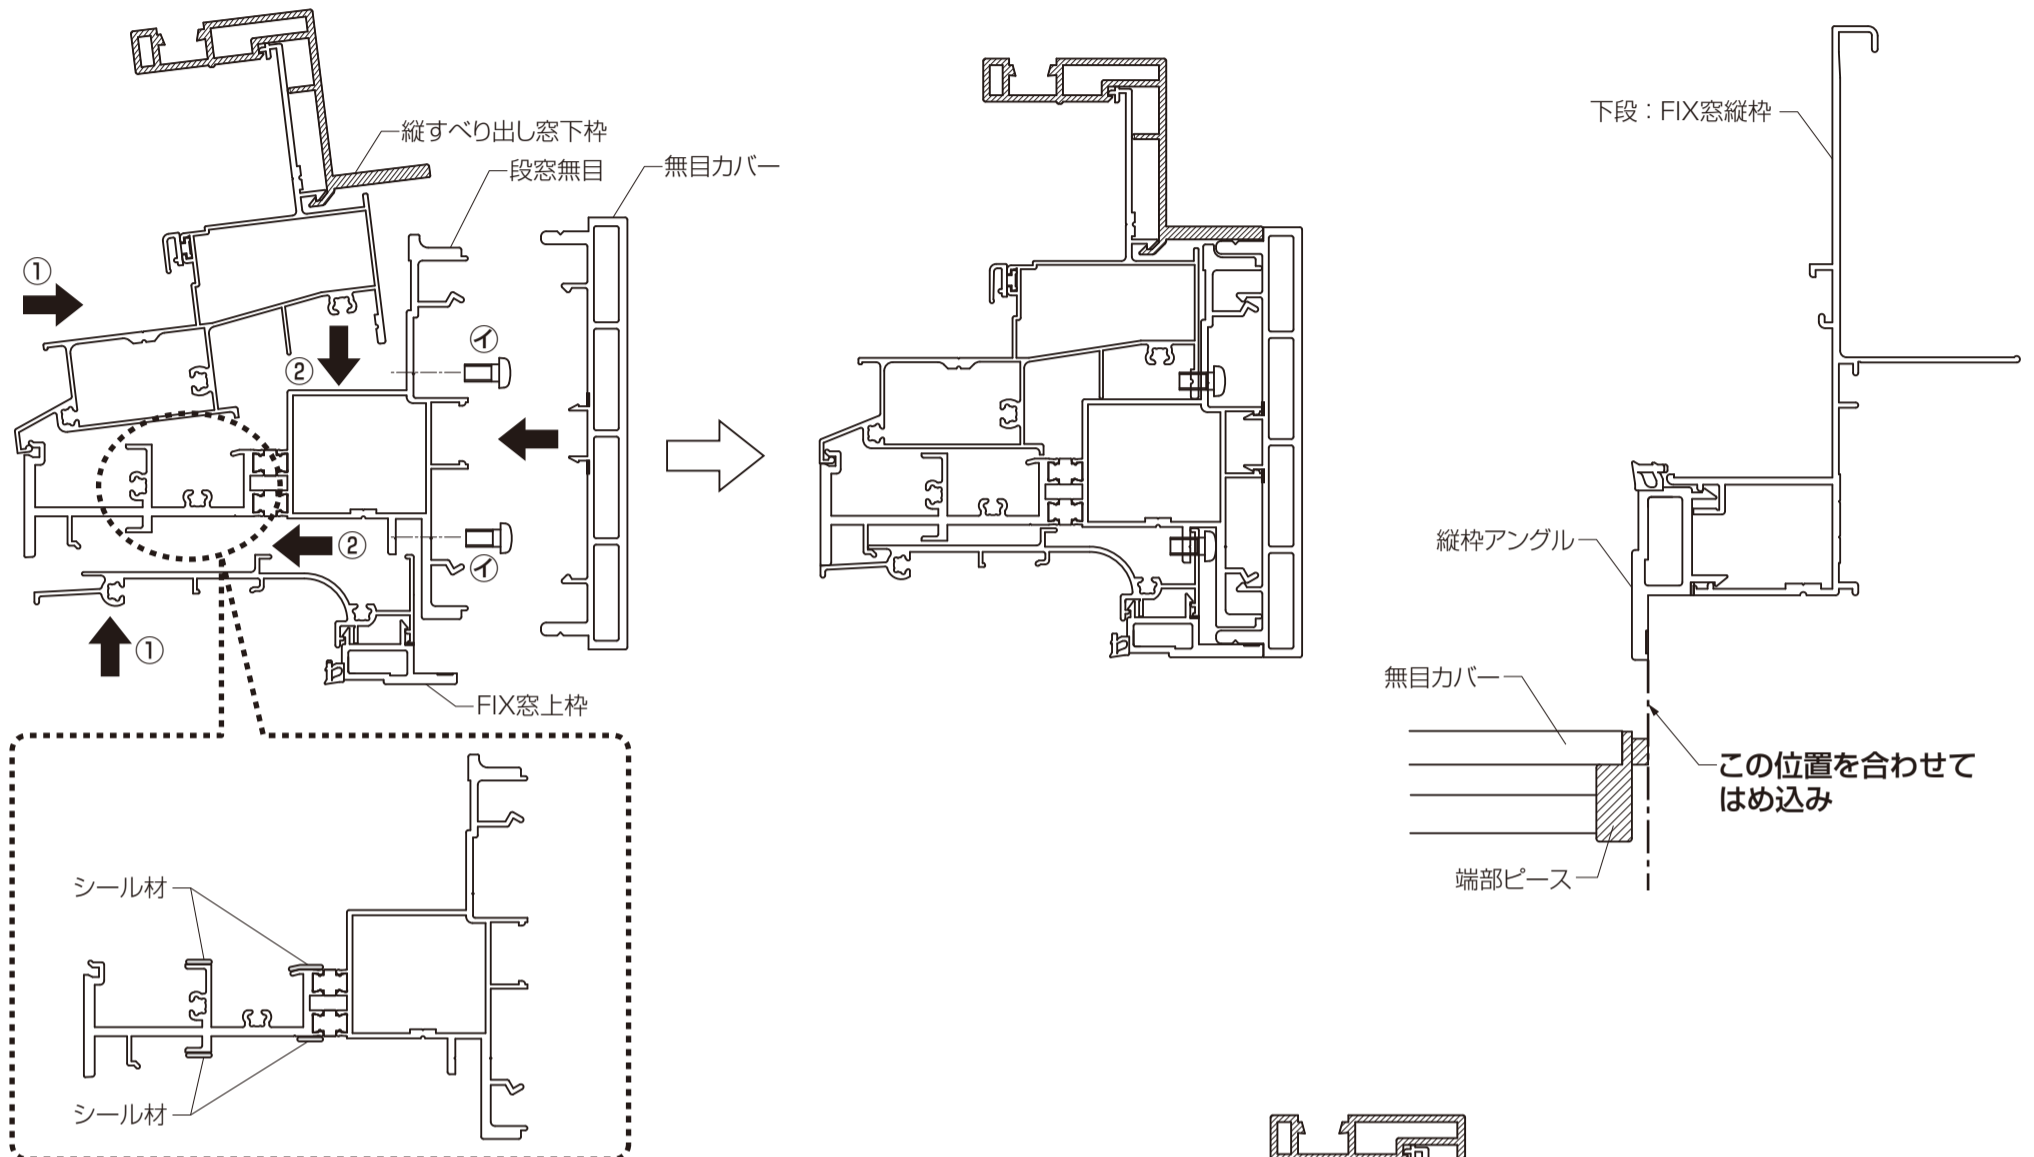 縦すべり出し窓下枠
段窓無目
無目カバー
①
②
㋑
②
㋑
①
FIX窓上枠
シール材
シール材
下段：FIX窓縦枠
縦枠アングル
無目カバー
この位置を合わせて
はめ込み
端部ピース